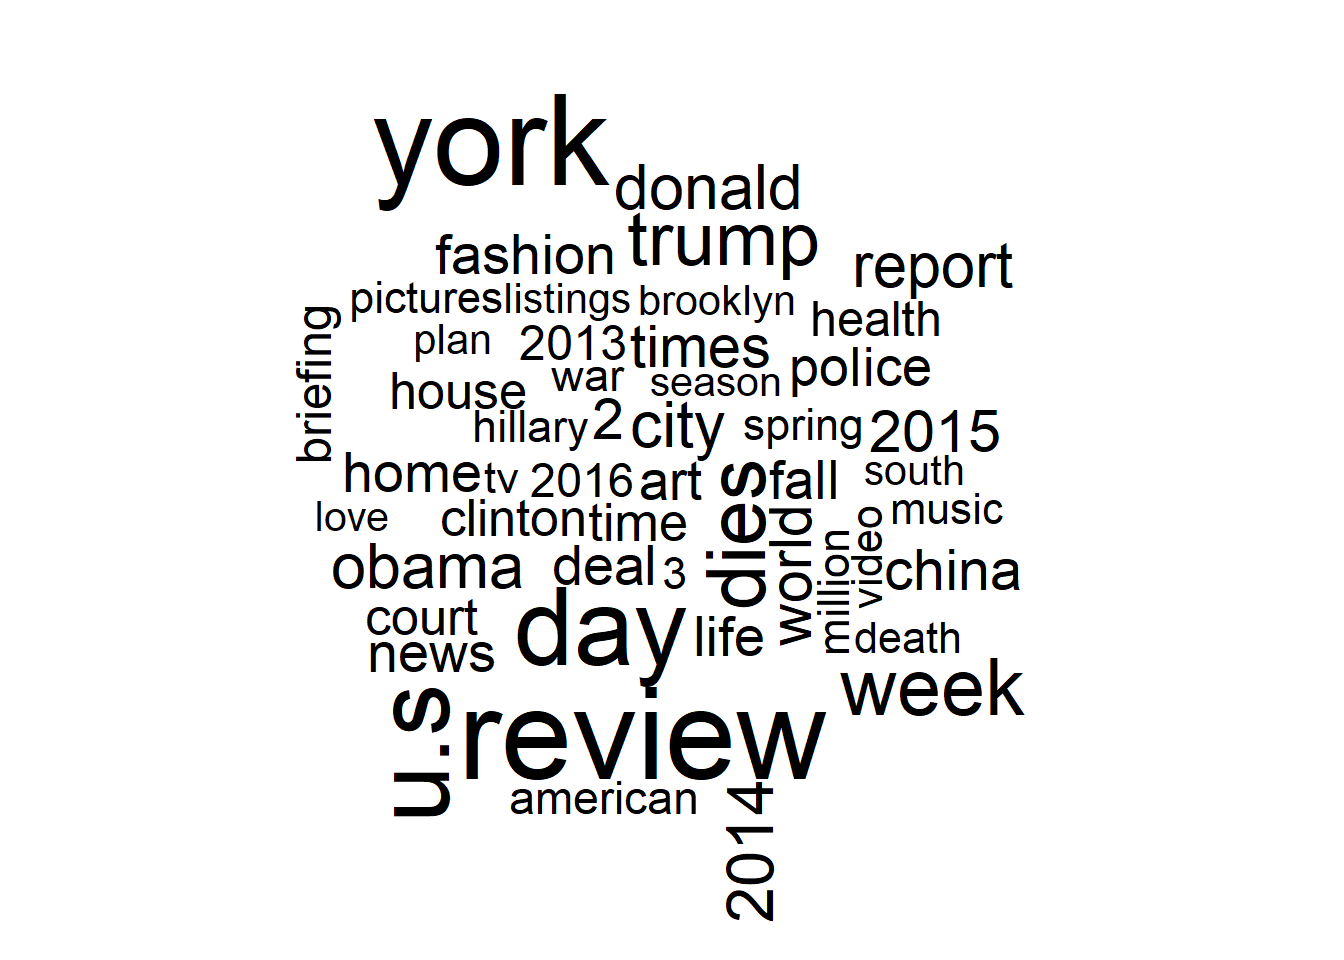 york
donald
trump
fashion
report
pictures
listings
brooklyn
health
briefing
plan
2013
times
police
war
season
house
hillary
2
city
spring
2015
home
tv
2016
art
dies
fall
south
love
clinton
time
world
music
million
video
obama
deal
3
china
court
day
life
death
news
week
u.s
review
american
2014